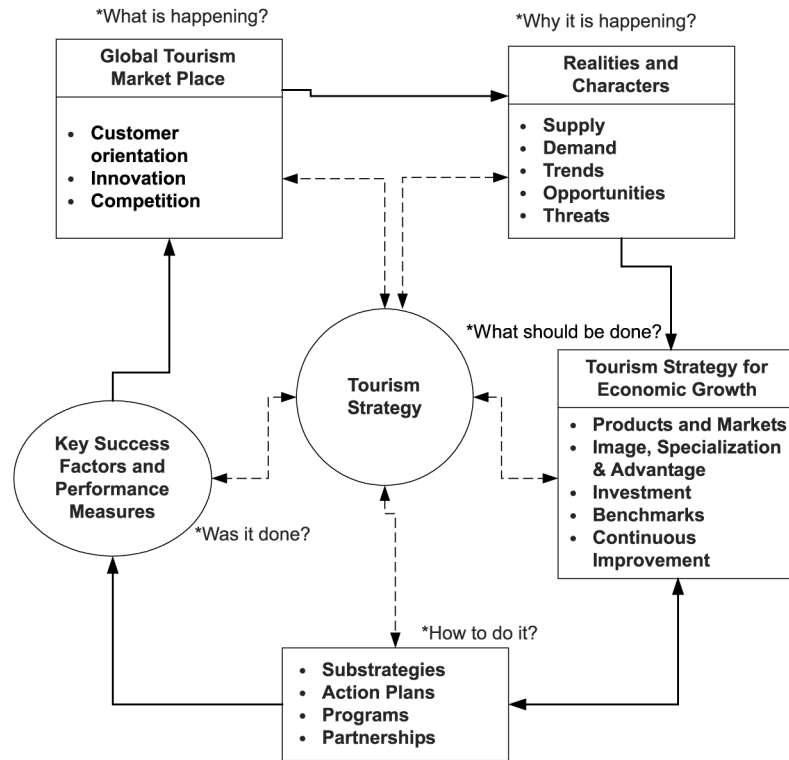 *What is happening?
Global Tourism
Market Place
• Customer
orientation
• Innovation
• Competition
*Why it is happening?
Realities and
Characters
• Supply
• Demand
• Trends
• Opportunities
• Threats
*What should be done?
Tourism Strategy for
Economic Growth
• Products and Markets
• Image, Specialization
& Advantage
• Investment
• Benchmarks
• Continuous
Improvement
Tourism
Strategy
Key Success
Factors and
Performance
Measures
*Was it done?
*How to do it?
• Substrategies
• Action Plans
• Programs
• Partnerships